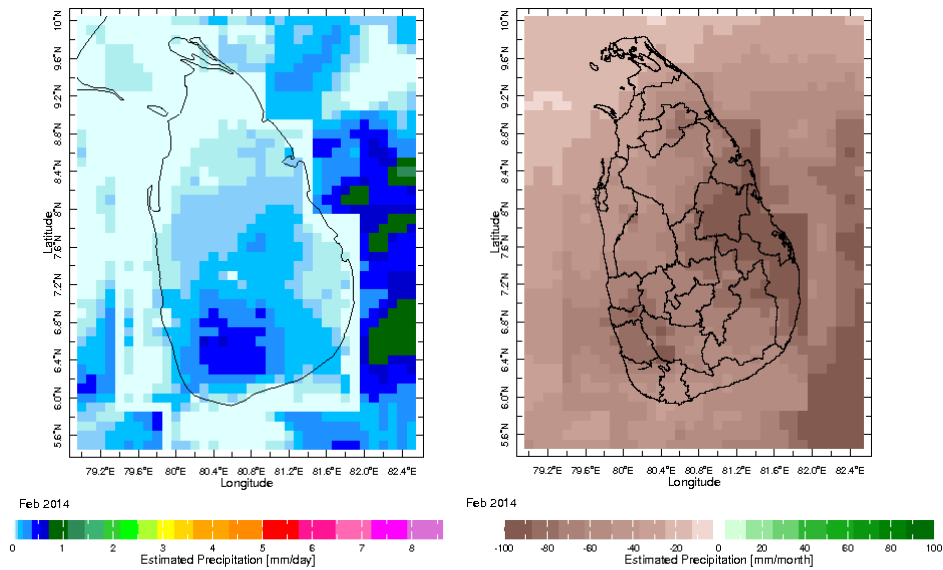 10°N
9.6°N
9.2°N
8.8°N
8.4°N
8°N
7.6°N
7.2°N
6.8°N
6.4°N
6.0°N
5.6°N
Latitude
79.2°E 79.6°E 80°E 80.4°E 80.8°E 81.2°E 81.6°E 82.0°E 82.4°E
Longitude
Feb 2014
0 1 2 3 4 5 6 7 8
Estimated Precipitation [mm/day]
10°N
9.6°N
9.2°N
8.8°N
8.4°N
8°N
7.6°N
7.2°N
6.8°N
6.4°N
6.0°N
5.6°N
Latitude
79.2°E 79.6°E 80°E 80.4°E 80.8°E 81.2°E 81.6°E 82.0°E 82.4°E
Longitude
Feb 2014
-100 -80 -60 -40 -20 0 20 40 60 80 100
Estimated Precipitation [mm/month]